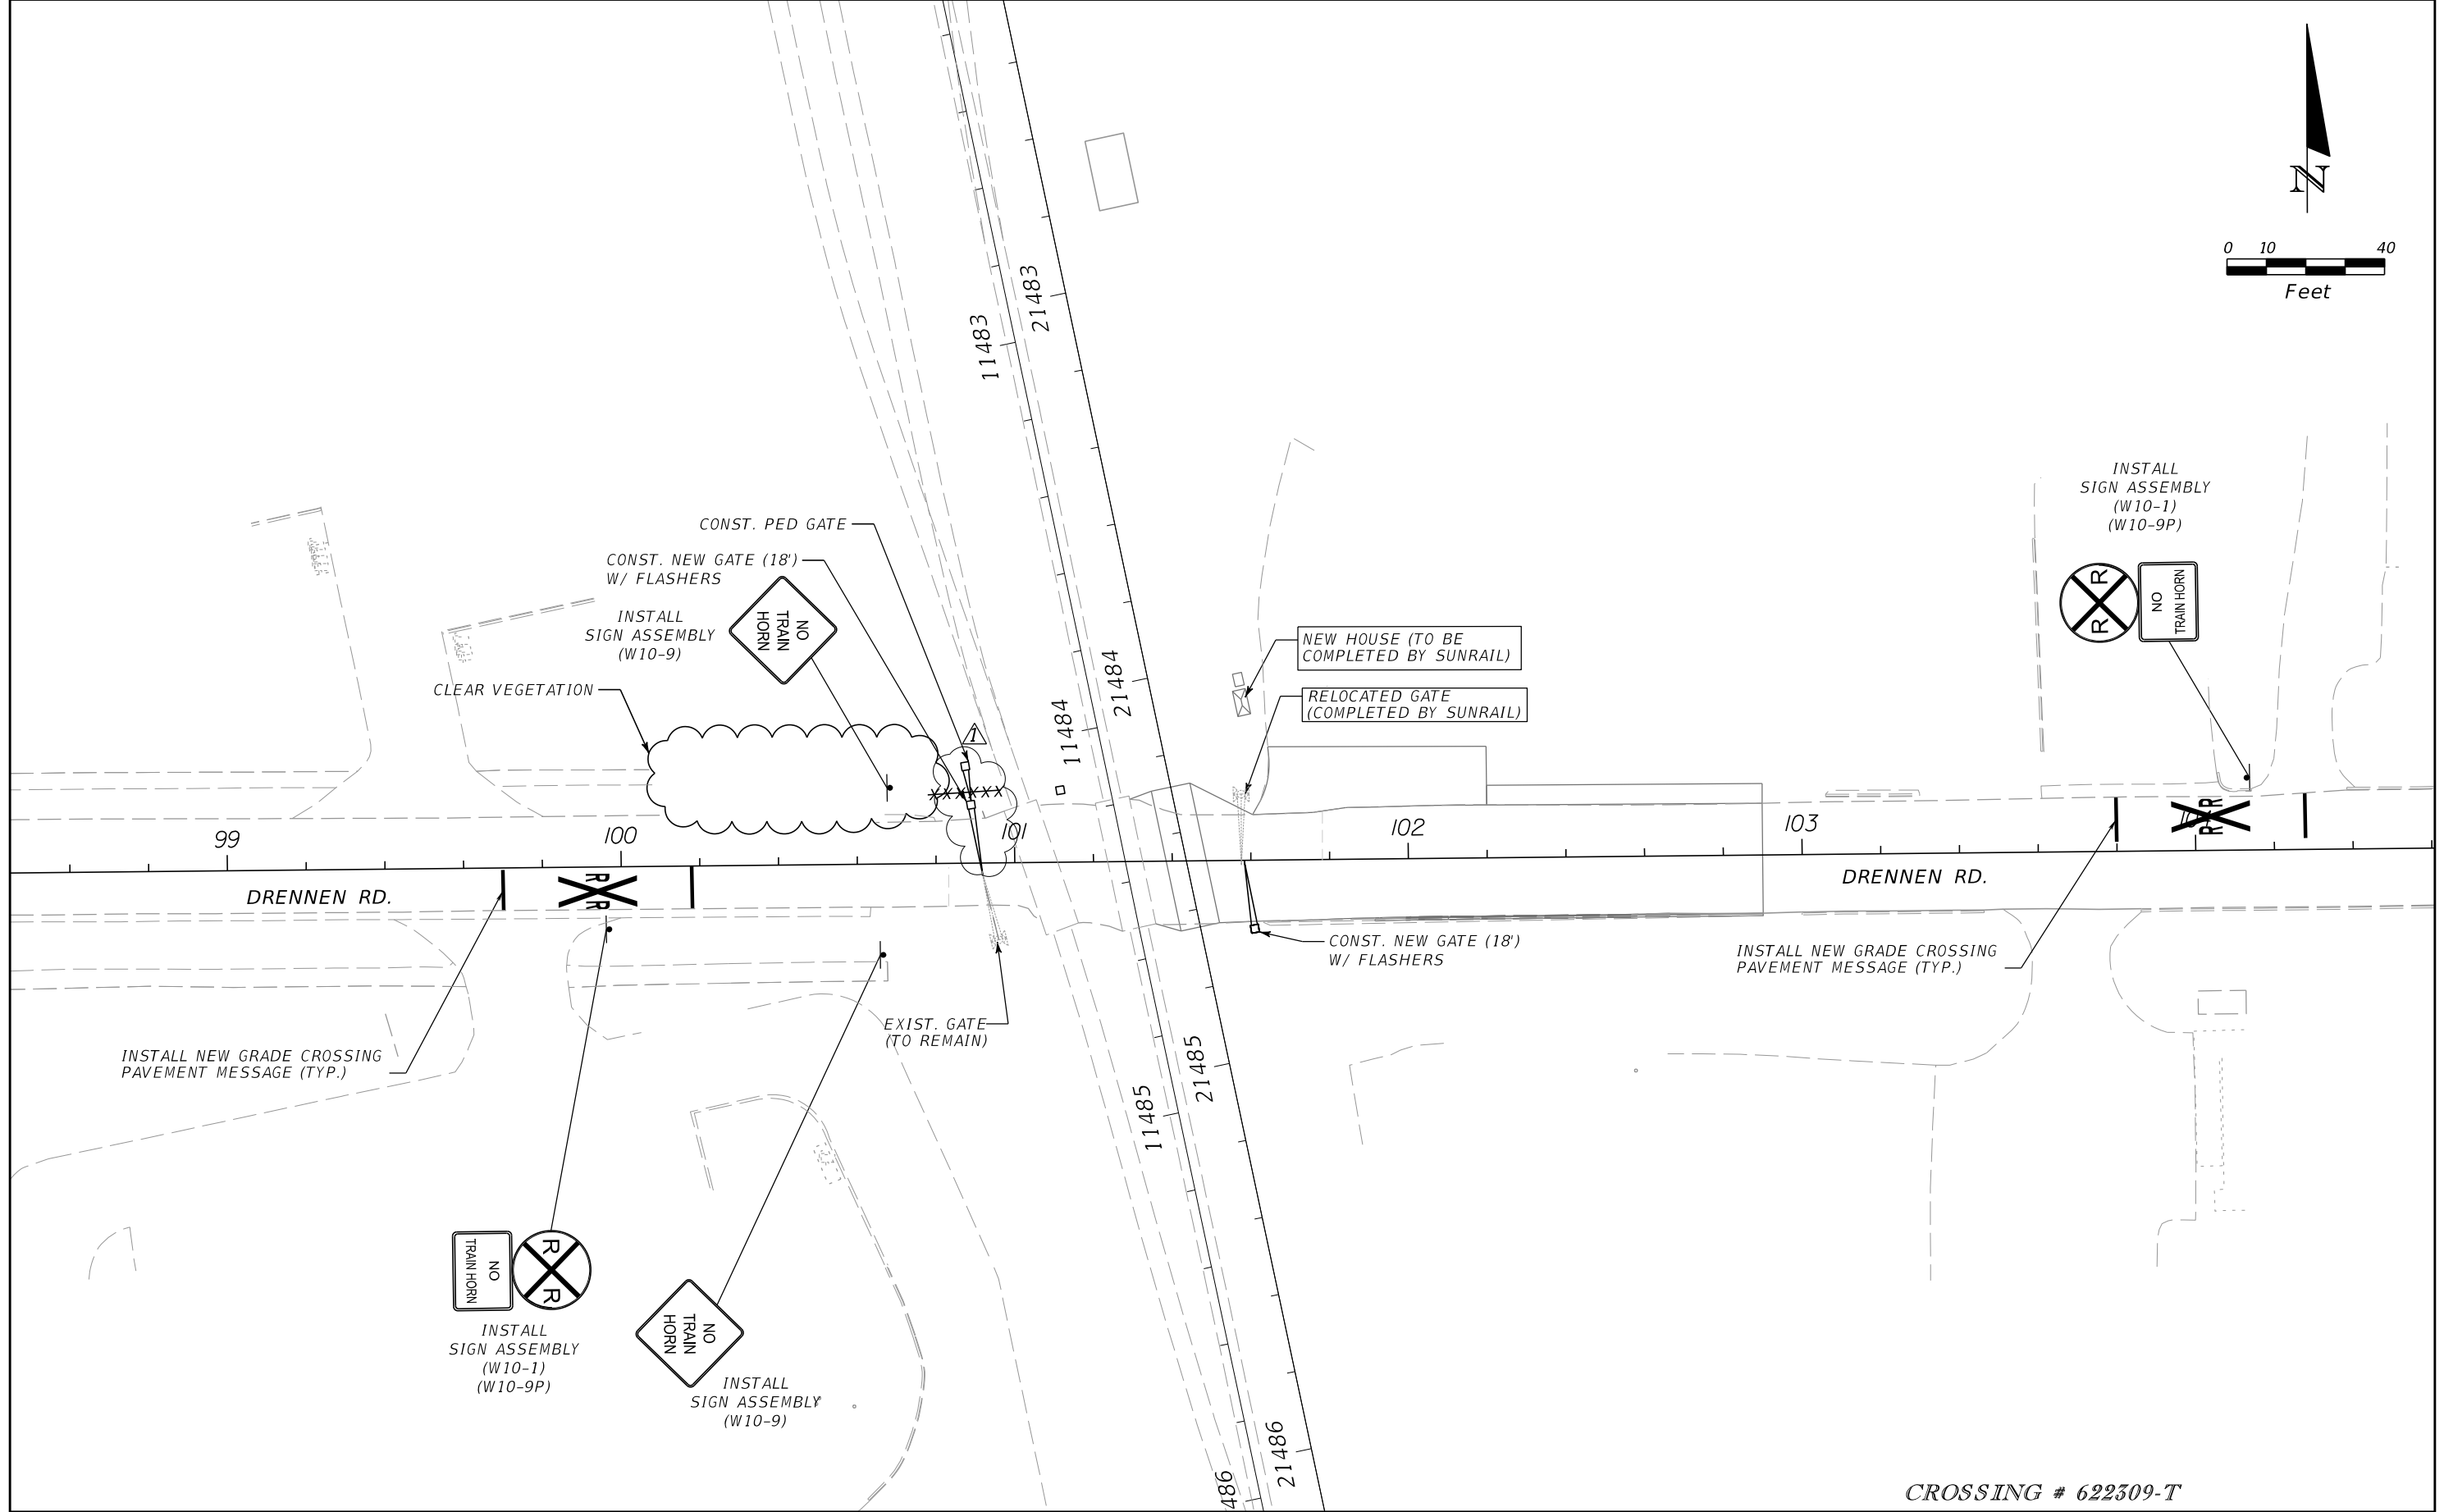 N
0 10 40
Feet
21483
11483
INSTALL
SIGN ASSEMBLY
(W10-1)
(W10-9P)
R R
NO
TRAIN HORN
CONST. PED GATE
CONST. NEW GATE (18')
W/ FLASHERS
INSTALL
SIGN ASSEMBLY
(W10-9)
NO
TRAIN
HORN
CLEAR VEGETATION
NEW HOUSE (TO BE
COMPLETED BY SUNRAIL)
RELOCATED GATE
(COMPLETED BY SUNRAIL)
21484
11484
1
XXXXXX
99
100
101
102
103
R R
R R
DRENNEN RD.
DRENNEN RD.
CONST. NEW GATE (18')
W/ FLASHERS
INSTALL NEW GRADE CROSSING
PAVEMENT MESSAGE (TYP.)
EXIST. GATE
(TO REMAIN)
INSTALL NEW GRADE CROSSING
PAVEMENT MESSAGE (TYP.)
21485
11485
NO
TRAIN HORN
R R
INSTALL
SIGN ASSEMBLY
(W10-1)
(W10-9P)
NO
TRAIN
HORN
INSTALL
SIGN ASSEMBLY
(W10-9)
21486
486
CROSSING # 622309-T